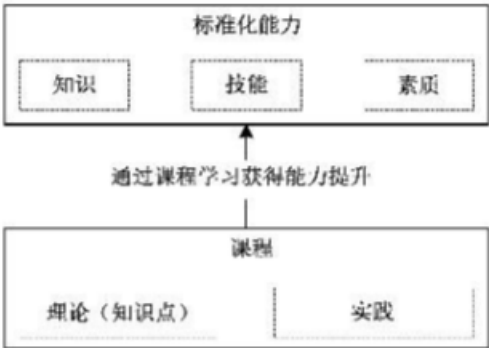 标准化能力
知识 技能 素质
通过课程学习获得能力提升
课程
理论（知识点） 实践